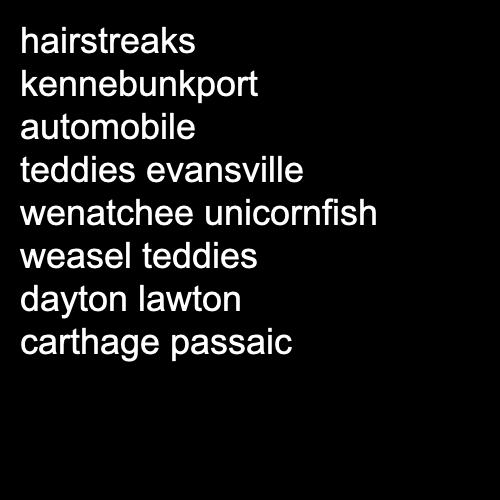 hairstreaks
kennebunkport
automobile
teddies evansville
wenatchee unicornfish
weasel teddies
dayton lawton
carthage passaic